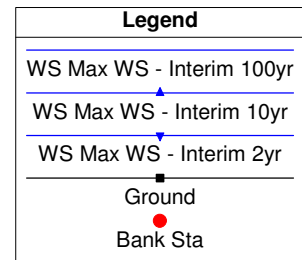 Legend
WS Max WS - Interim 100yr
WS Max WS - Interim 10yr
WS Max WS - Interim 2yr
Ground
Bank Sta